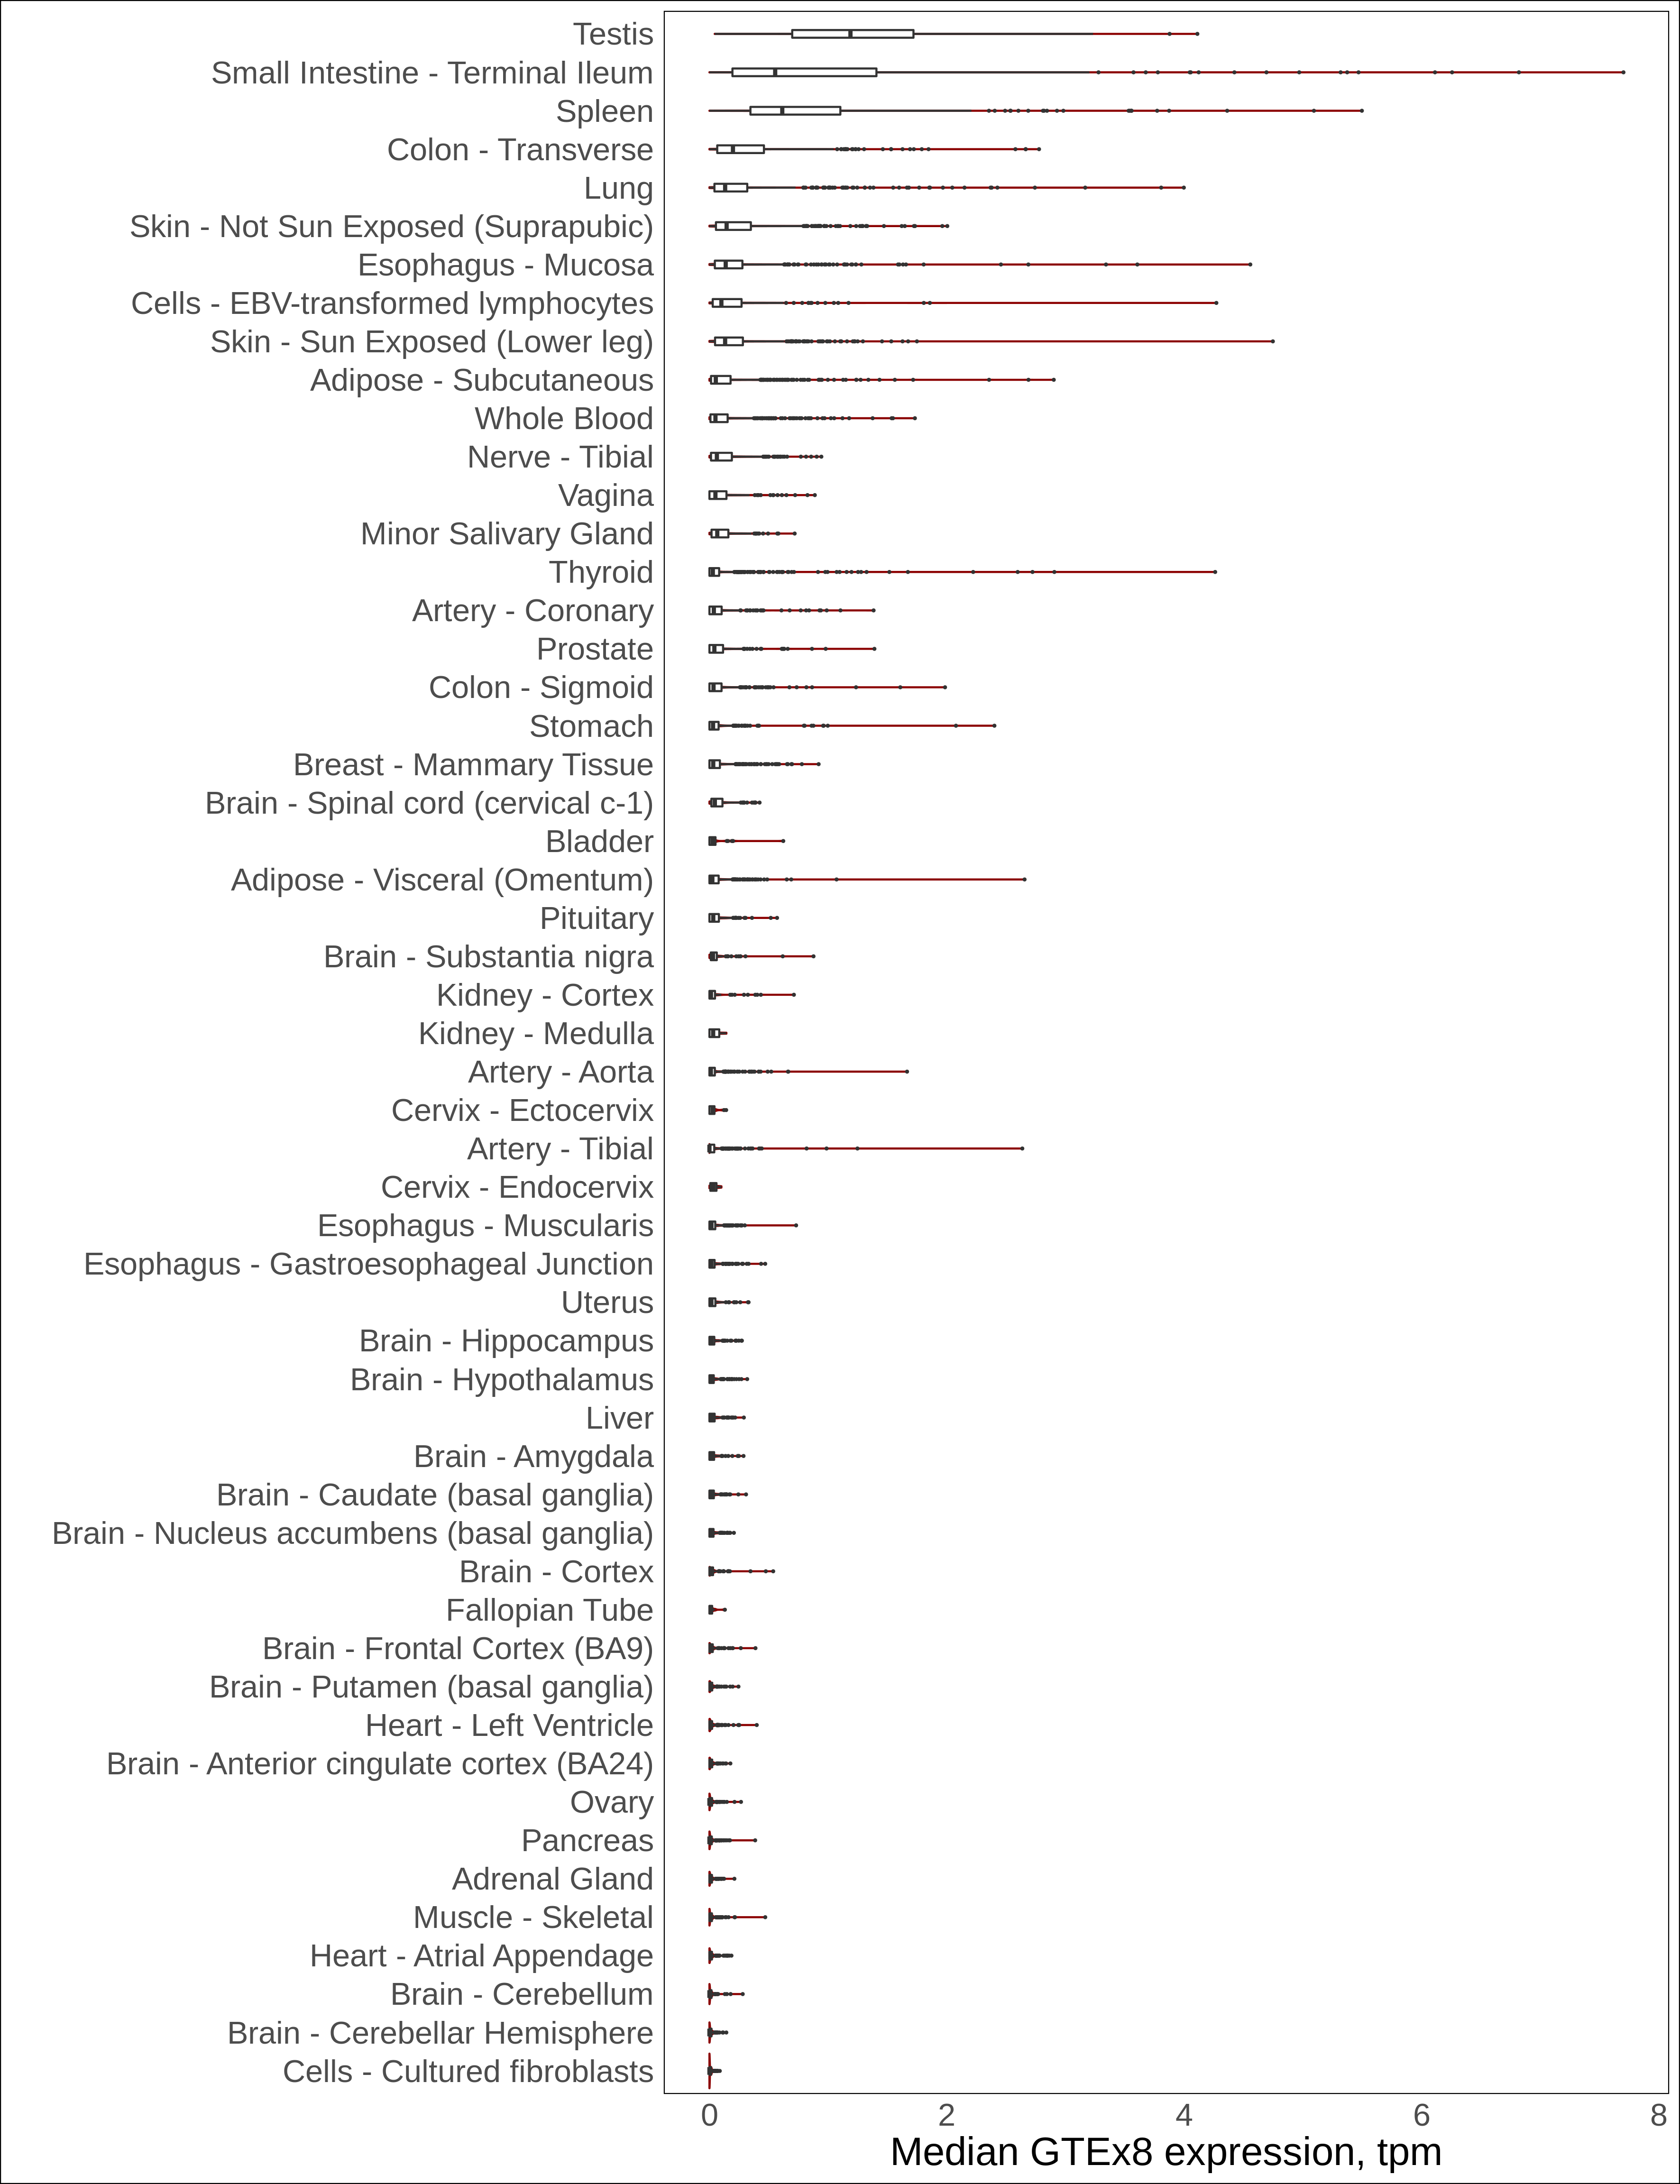 Testis
Small Intestine - Terminal Ileum
Spleen
Colon - Transverse
Lung
Skin - Not Sun Exposed (Suprapubic)
Esophagus - Mucosa
Cells - EBV-transformed lymphocytes
Skin - Sun Exposed (Lower leg)
Adipose - Subcutaneous
Whole Blood
Nerve - Tibial
Vagina
Minor Salivary Gland
Thyroid
Artery - Coronary
Prostate
Colon - Sigmoid
Stomach
Breast - Mammary Tissue
Brain - Spinal cord (cervical c-1)
Bladder
Adipose - Visceral (Omentum)
Pituitary
Brain - Substantia nigra
Kidney - Cortex
Kidney - Medulla
Artery - Aorta
Cervix - Ectocervix
Artery - Tibial
Cervix - Endocervix
Esophagus - Muscularis
Esophagus - Gastroesophageal Junction
Uterus
Brain - Hippocampus
Brain - Hypothalamus
Liver
Brain - Amygdala
Brain - Caudate (basal ganglia)
Brain - Nucleus accumbens (basal ganglia)
Brain - Cortex
Fallopian Tube
Brain - Frontal Cortex (BA9)
Brain - Putamen (basal ganglia)
Heart - Left Ventricle
Brain - Anterior cingulate cortex (BA24)
Ovary
Pancreas
Adrenal Gland
Muscle - Skeletal
Heart - Atrial Appendage
Brain - Cerebellum
Brain - Cerebellar Hemisphere
Cells - Cultured fibroblasts
0 2 4 6 8
Median GTEx8 expression, tpm